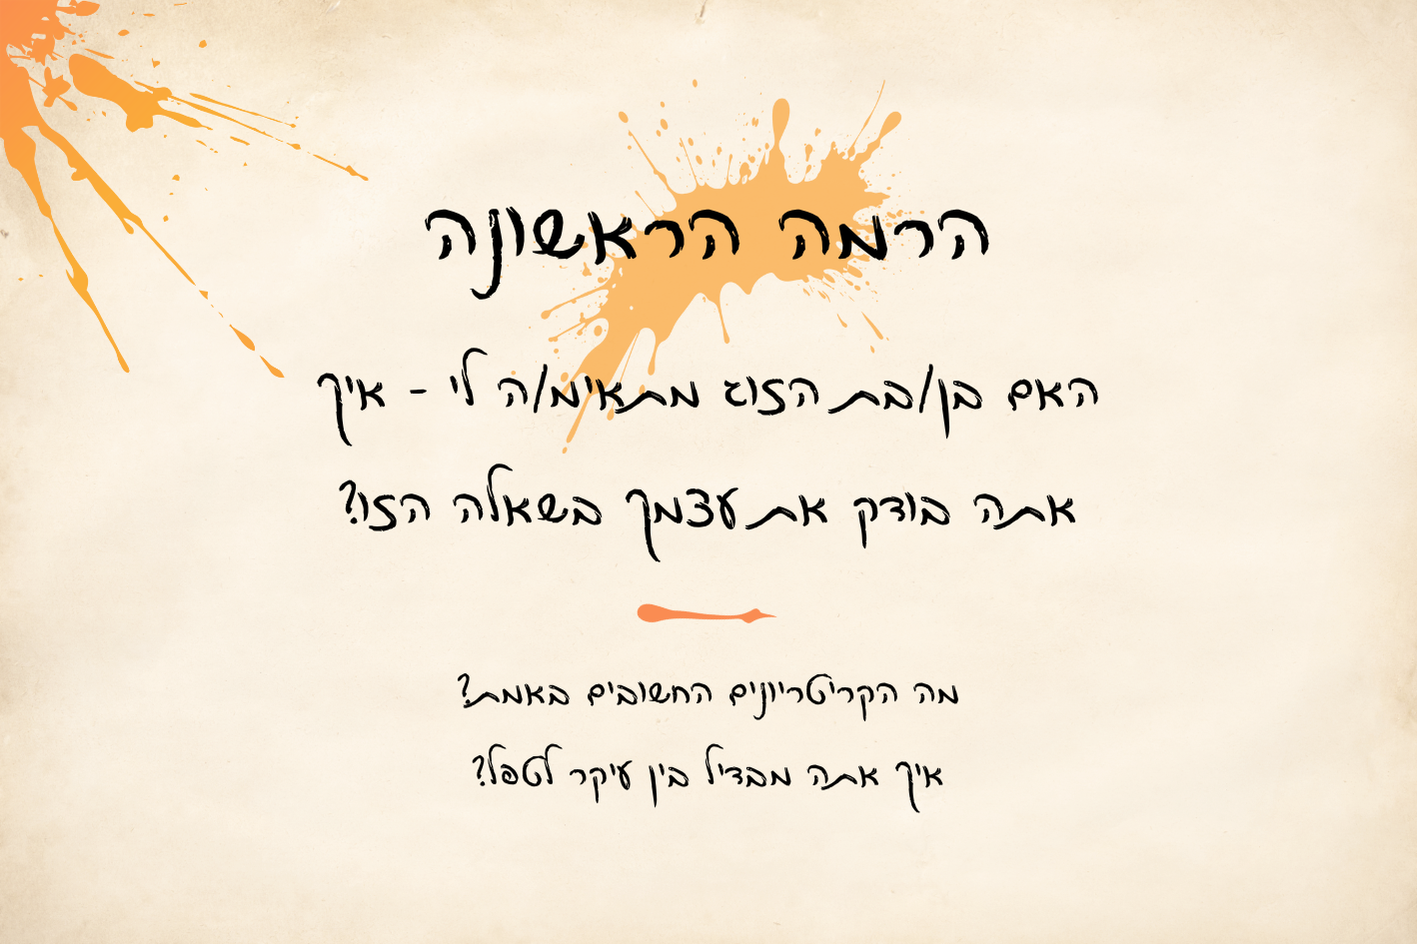 הרמה הראשונה
האם בן/בת הזוג מתאימ/ה לי - איך
אתה בודק את עצמך בשאלה הזו?
מה הקריטריונים החשובים באמת?
איך אתה מבדיל בין עיקר לטפל?